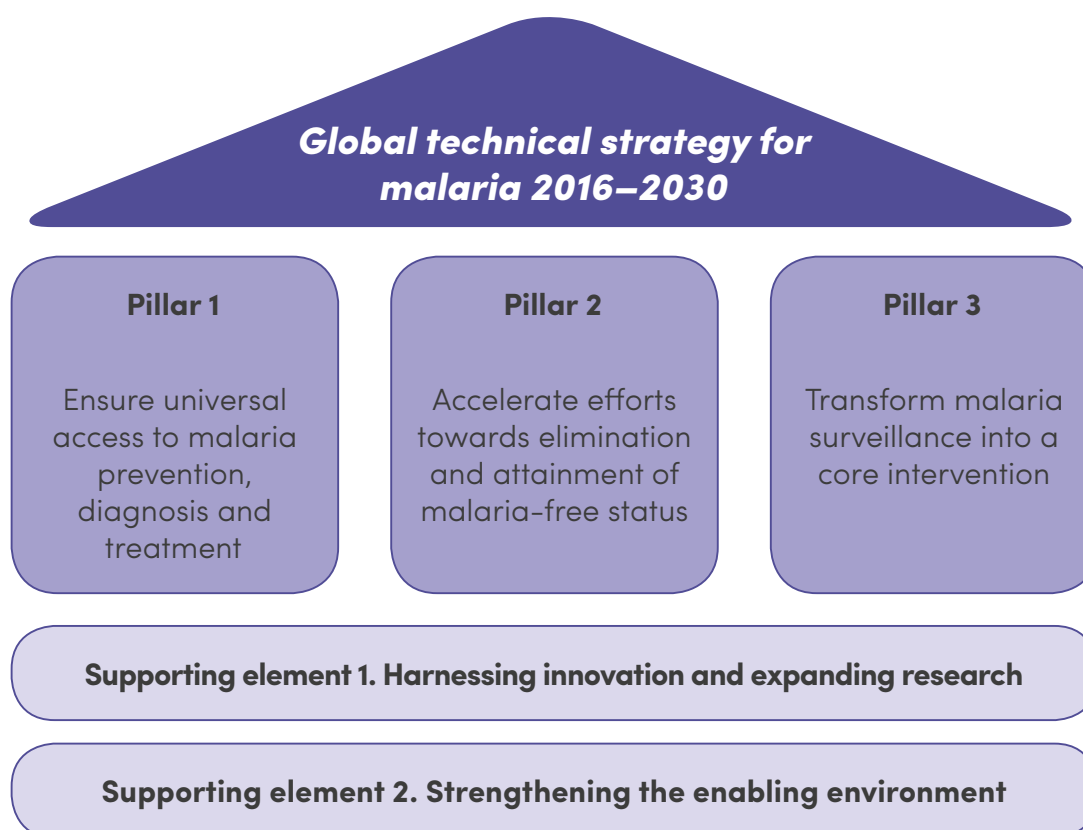 Global technical strategy for
malaria 2016–2030
Pillar 1
Ensure universal
access to malaria
prevention,
diagnosis and
treatment
Pillar 2
Accelerate efforts
towards elimination
and attainment of
malaria-free status
Pillar 3
Transform malaria
surveillance into a
core intervention
Supporting element 1. Harnessing innovation and expanding research
Supporting element 2. Strengthening the enabling environment